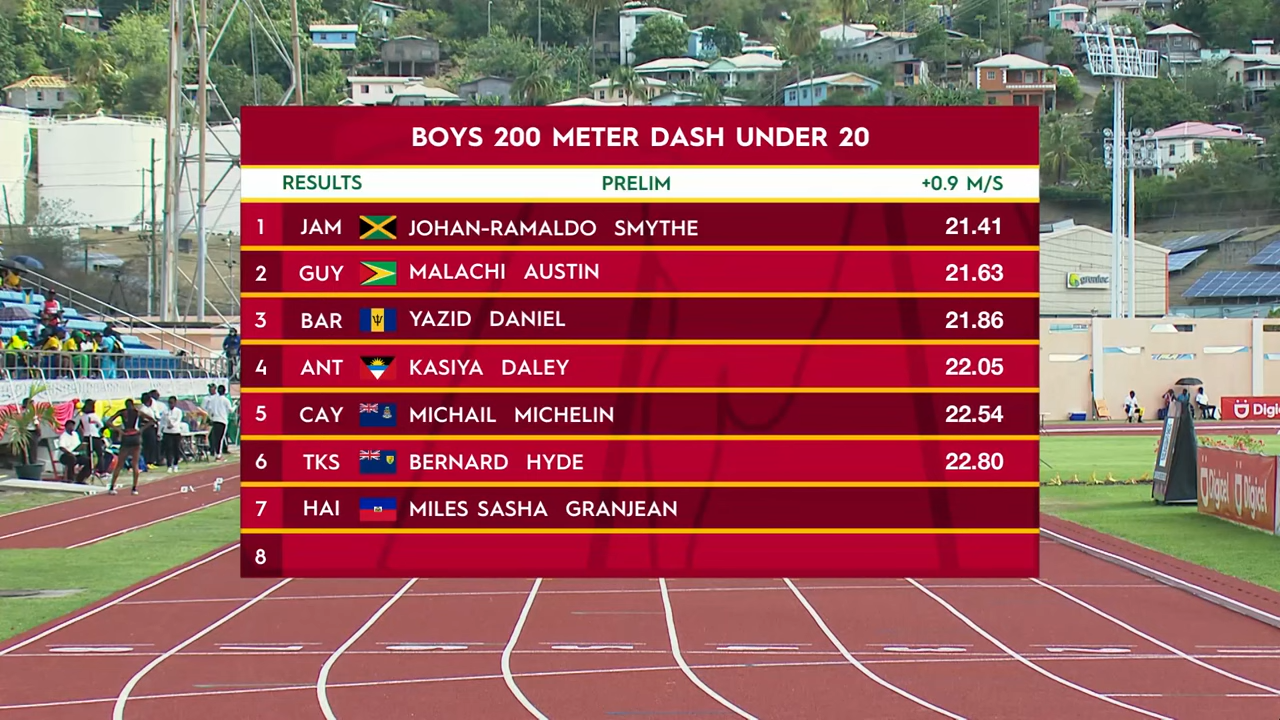 BOYS 200 METER DASH UNDER 20
RESULTS PRELIM +0.9 M/S
1 JAM JOHAN-RAMALDO SMYTHE 21.41
2 GUY MALACHI AUSTIN 21.63
3 BAR YAZID DANIEL 21.86
4 ANT KASIYA DALEY 22.05
5 CAY MICHAIL MICHELIN 22.54
6 TKS BERNARD HYDE 22.80
7 HAI MILES SASHA GRANJEAN
8
grenlec
Digicel Digicel